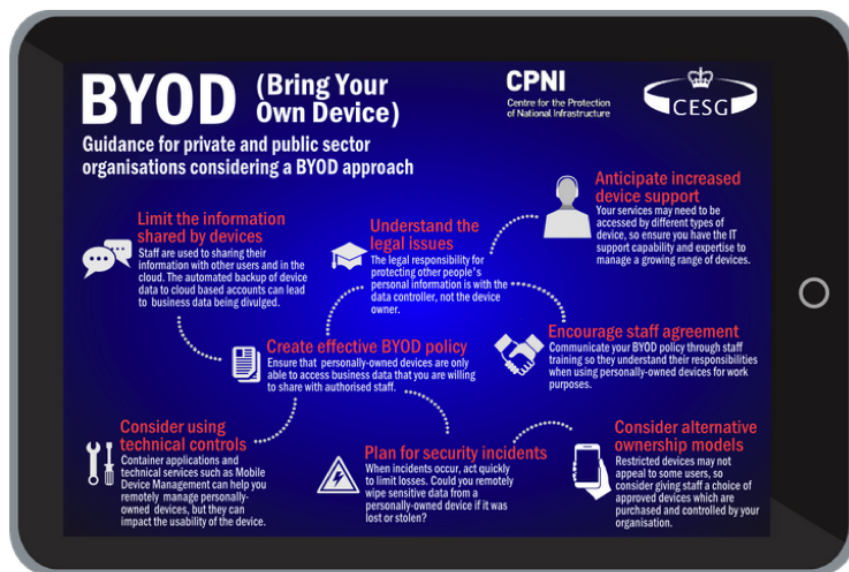 BYOD (Bring Your
Own Device)
CPNI
Centre for the Protection
of National Infrastructure
CESG
Guidance for private and public sector
organisations considering a BYOD approach
Limit the information
shared by devices
Staff are used to sharing their
information with other users and in the
cloud. The automated backup of device
data to cloud based accounts can lead
to business data being divulged.
Understand the
legal issues
The legal responsibility for
protecting other people's
personal information is with the
data controller, not the device
owner.
Anticipate increased
device support
Your services may need to be
accessed by different types of
device, so ensure you have the IT
support capability and expertise to
manage a growing range of devices.
Create effective BYOD policy
Ensure that personally-owned devices are only
able to access business data that you are willing
to share with authorised staff.
Encourage staff agreement
Communicate your BYOD policy through staff
training so they understand their responsibilities
when using personally-owned devices for work
purposes.
Consider using
technical controls
Container applications and
technical services such as Mobile
Device Management can help you
remotely manage personally-
owned devices, but they can
impact the usability of the device.
Plan for security incidents
When incidents occur, act quickly
to limit losses. Could you remotely
wipe sensitive data from a
personally-owned device if it was
lost or stolen?
Consider alternative
ownership models
Restricted devices may not
appeal to some users, so
consider giving staff a choice of
approved devices which are
purchased and controlled by your
organisation.